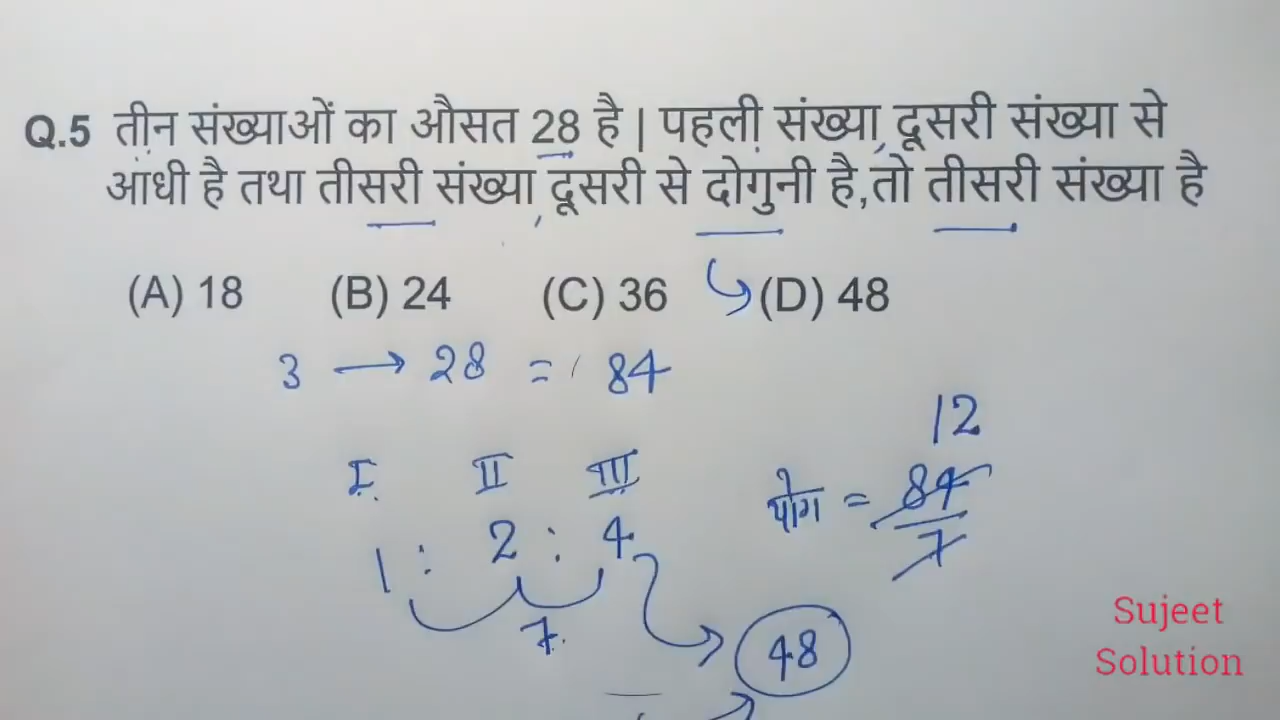 Q.5 तीन संख्याओं का औसत 28 है | पहली संख्या, दूसरी संख्या से
आधी है तथा तीसरी संख्या, दूसरी से दोगुनी है,तो तीसरी संख्या है
(A) 18 (B) 24 (C) 36 (D) 48
3 → 28 = 84
12
I II III
योग = 84/7
1 : 2 : 4
7
48
Sujeet
Solution